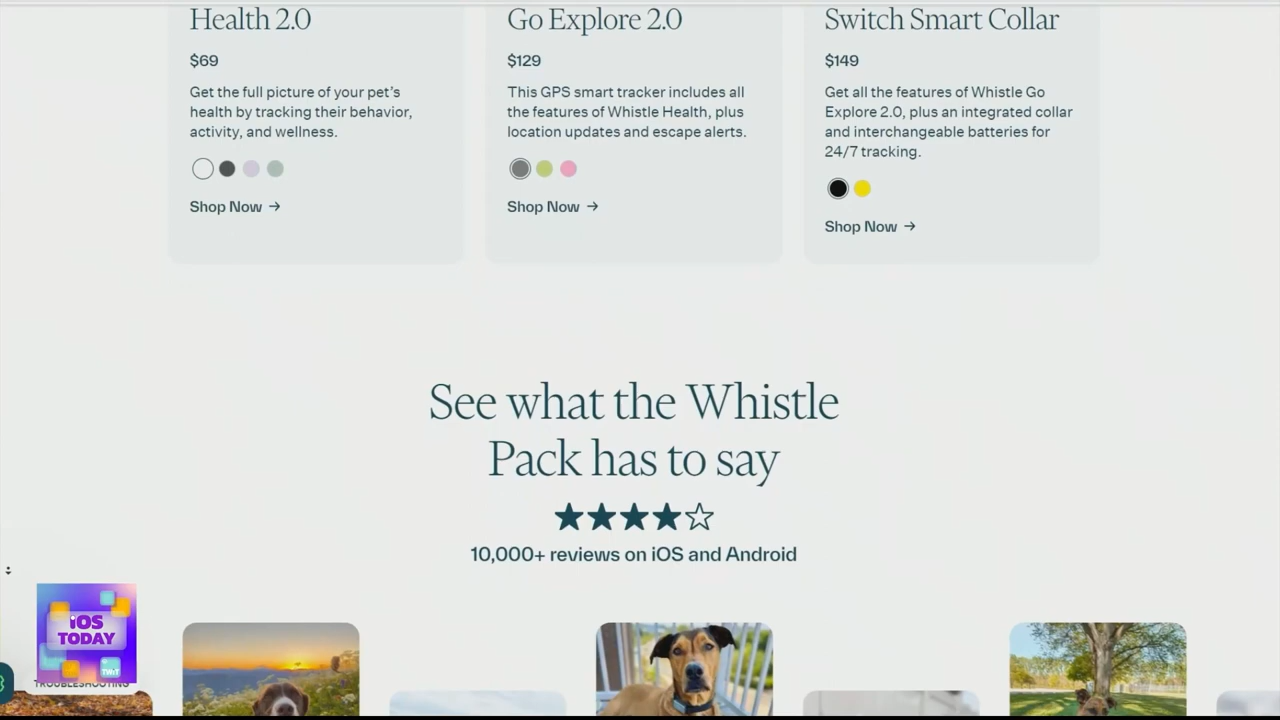 Health 2.0
$69
Get the full picture of your pet's
health by tracking their behavior,
activity, and wellness.
Shop Now →
Go Explore 2.0
$129
This GPS smart tracker includes all
the features of Whistle Health, plus
location updates and escape alerts.
Shop Now →
Switch Smart Collar
$149
Get all the features of Whistle Go
Explore 2.0, plus an integrated collar
and interchangeable batteries for
24/7 tracking.
Shop Now →
See what the Whistle
Pack has to say
10,000+ reviews on iOS and Android
iOS
TODAY
TWiT
TROUBLESHOOTING